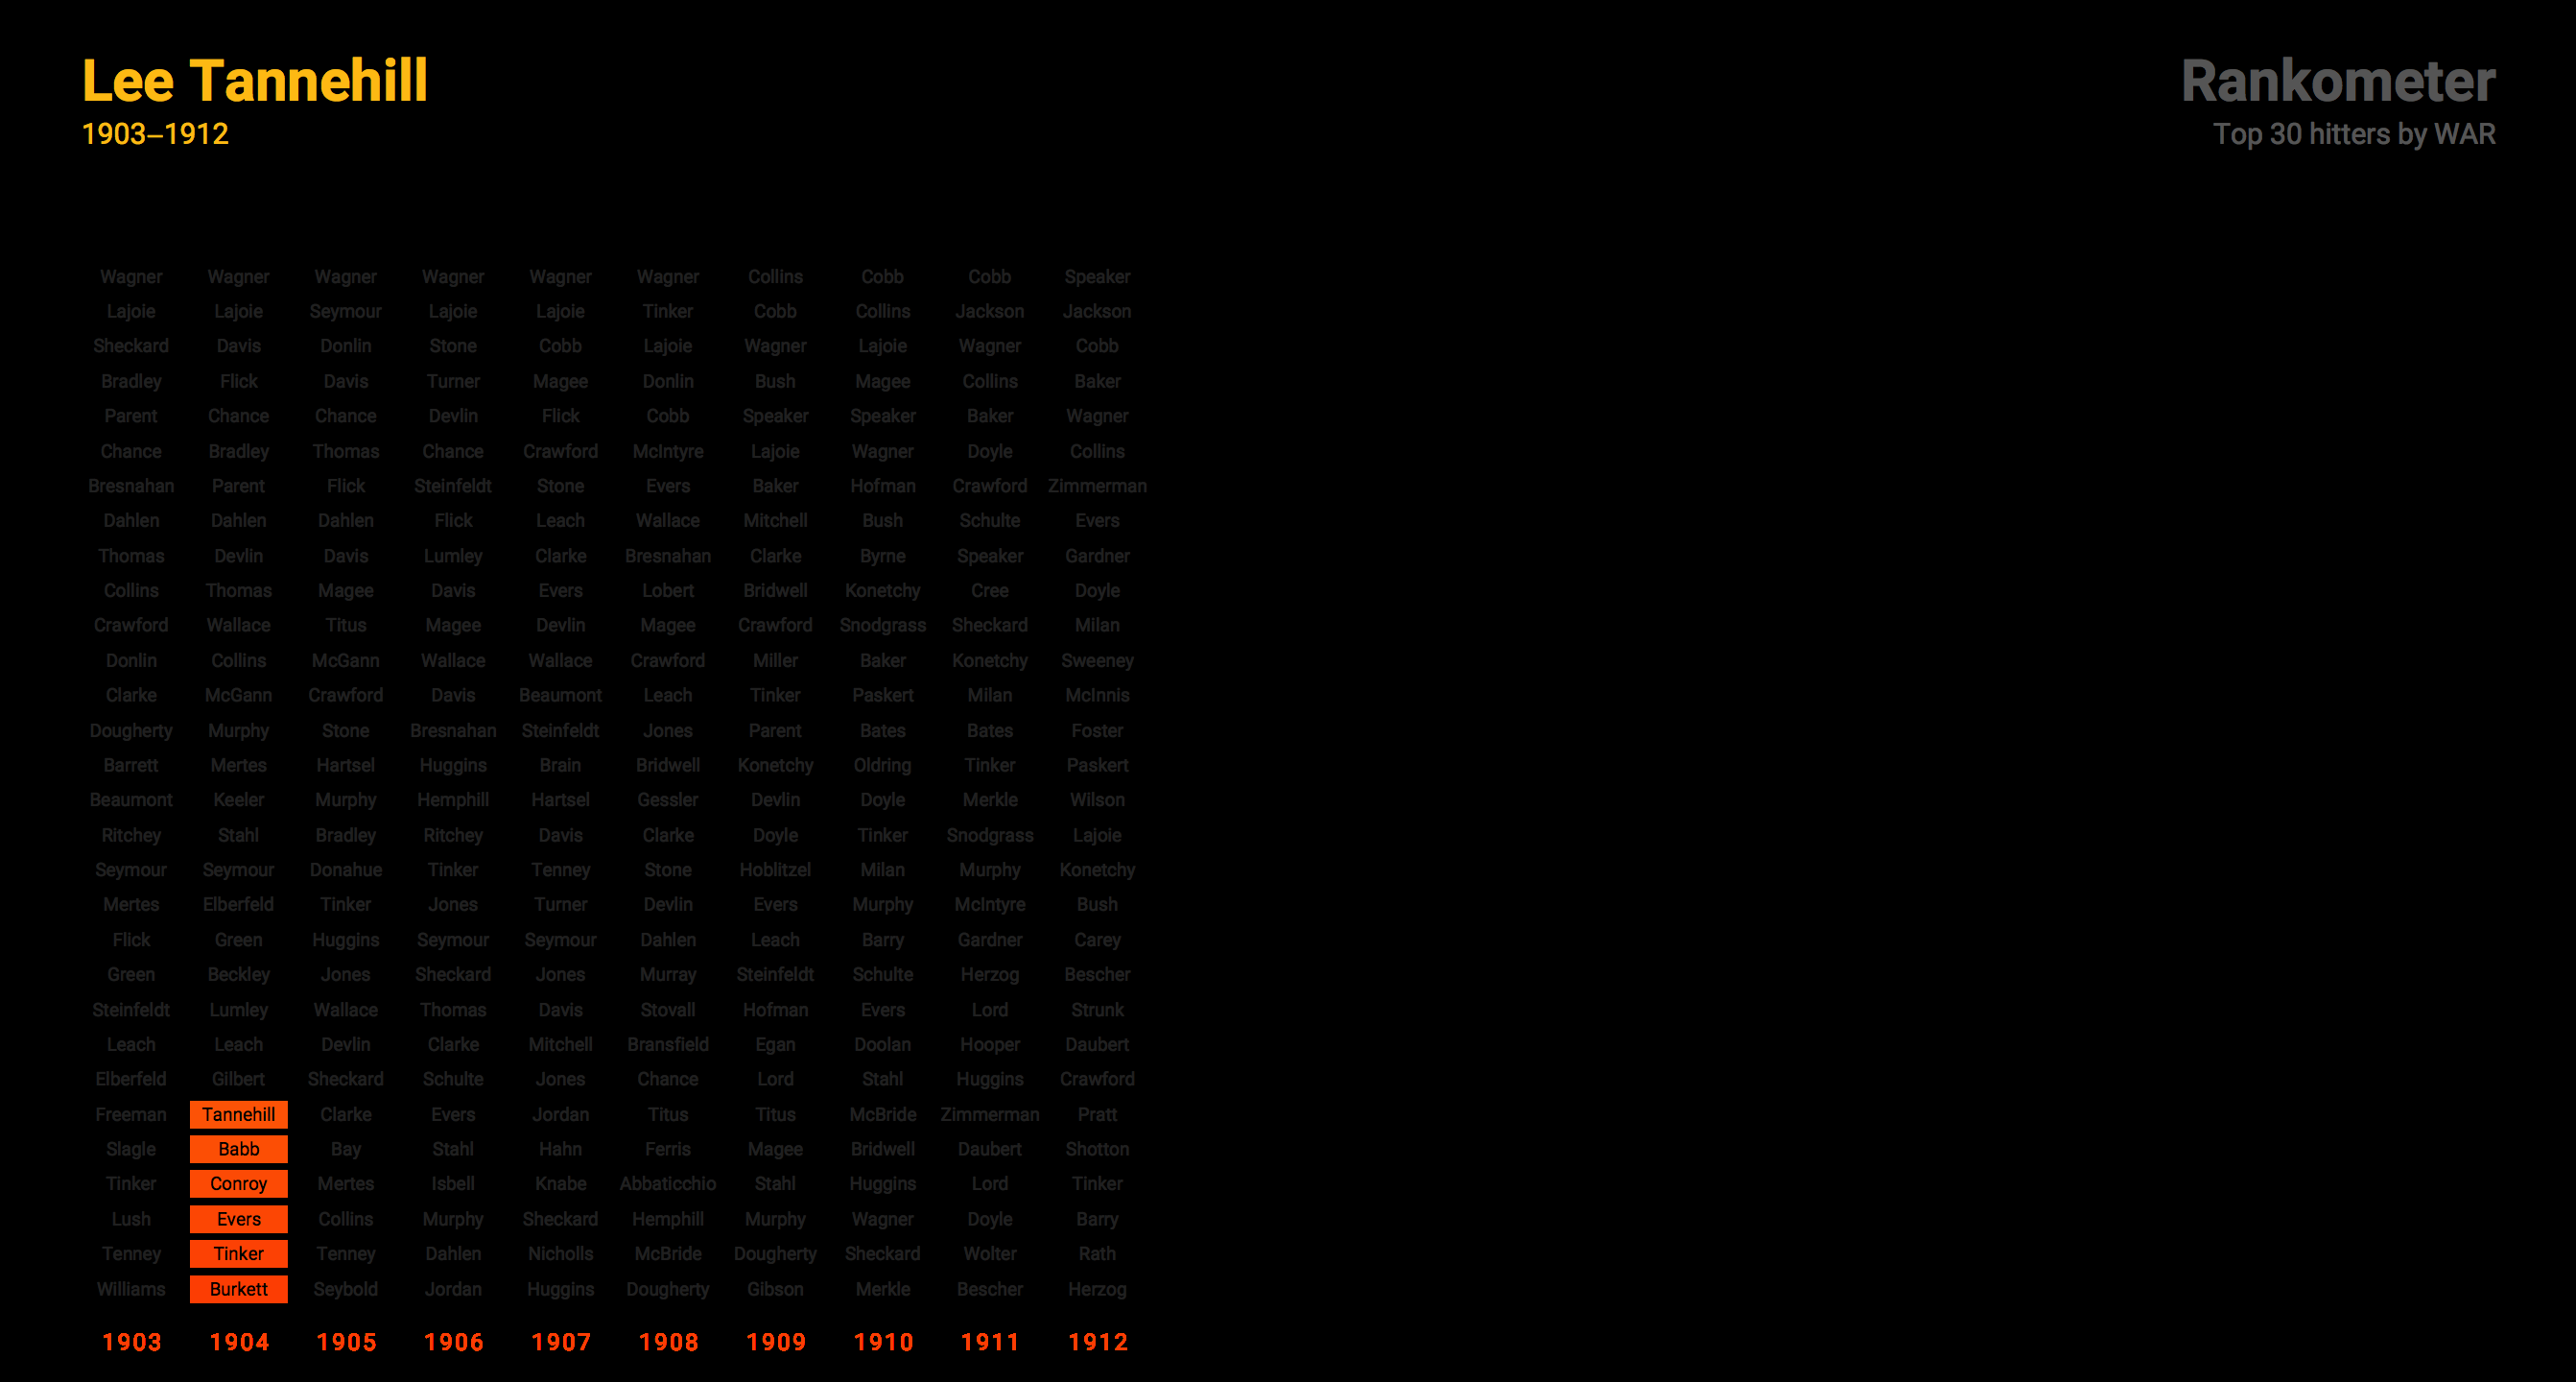 Lee Tannehill
1903–1912
Rankometer
Top 30 hitters by WAR
Wagner Wagner Wagner Wagner Wagner Wagner Collins Cobb Cobb Speaker
Lajoie Lajoie Seymour Lajoie Lajoie Tinker Cobb Collins Jackson Jackson
Sheckard Davis Donlin Stone Cobb Lajoie Wagner Lajoie Wagner Cobb
Bradley Flick Davis Turner Magee Donlin Bush Magee Collins Baker
Parent Chance Chance Devlin Flick Cobb Speaker Speaker Baker Wagner
Chance Bradley Thomas Chance Crawford McIntyre Lajoie Wagner Doyle Collins
Bresnahan Parent Flick Steinfeldt Stone Evers Baker Hofman Crawford Zimmerman
Dahlen Dahlen Dahlen Flick Leach Wallace Mitchell Bush Schulte Evers
Thomas Devlin Davis Lumley Clarke Bresnahan Clarke Byrne Speaker Gardner
Collins Thomas Magee Davis Evers Lobert Bridwell Konetchy Cree Doyle
Crawford Wallace Titus Magee Devlin Magee Crawford Snodgrass Sheckard Milan
Donlin Collins McGann Wallace Wallace Crawford Miller Baker Konetchy Sweeney
Clarke McGann Crawford Davis Beaumont Leach Tinker Paskert Milan McInnis
Dougherty Murphy Stone Bresnahan Steinfeldt Jones Parent Bates Bates Foster
Barrett Mertes Hartsel Huggins Brain Bridwell Konetchy Oldring Tinker Paskert
Beaumont Keeler Murphy Hemphill Hartsel Gessler Devlin Doyle Merkle Wilson
Ritchey Stahl Bradley Ritchey Davis Clarke Doyle Tinker Snodgrass Lajoie
Seymour Seymour Donahue Tinker Tenney Stone Hoblitzel Milan Murphy Konetchy
Mertes Elberfeld Tinker Jones Turner Devlin Evers Murphy McIntyre Bush
Flick Green Huggins Seymour Seymour Dahlen Leach Barry Gardner Carey
Green Beckley Jones Sheckard Jones Murray Steinfeldt Schulte Herzog Bescher
Steinfeldt Lumley Wallace Thomas Davis Stovall Hofman Evers Lord Strunk
Leach Leach Devlin Clarke Mitchell Bransfield Egan Doolan Hooper Daubert
Elberfeld Gilbert Sheckard Schulte Jones Chance Lord Stahl Huggins Crawford
Freeman Tannehill Clarke Evers Jordan Titus Titus McBride Zimmerman Pratt
Slagle Babb Bay Stahl Hahn Ferris Magee Bridwell Daubert Shotton
Tinker Conroy Mertes Isbell Knabe Abbaticchio Stahl Huggins Lord Tinker
Lush Evers Collins Murphy Sheckard Hemphill Murphy Wagner Doyle Barry
Tenney Tinker Tenney Dahlen Nicholls McBride Dougherty Sheckard Wolter Rath
Williams Burkett Seybold Jordan Huggins Dougherty Gibson Merkle Bescher Herzog
1903 1904 1905 1906 1907 1908 1909 1910 1911 1912